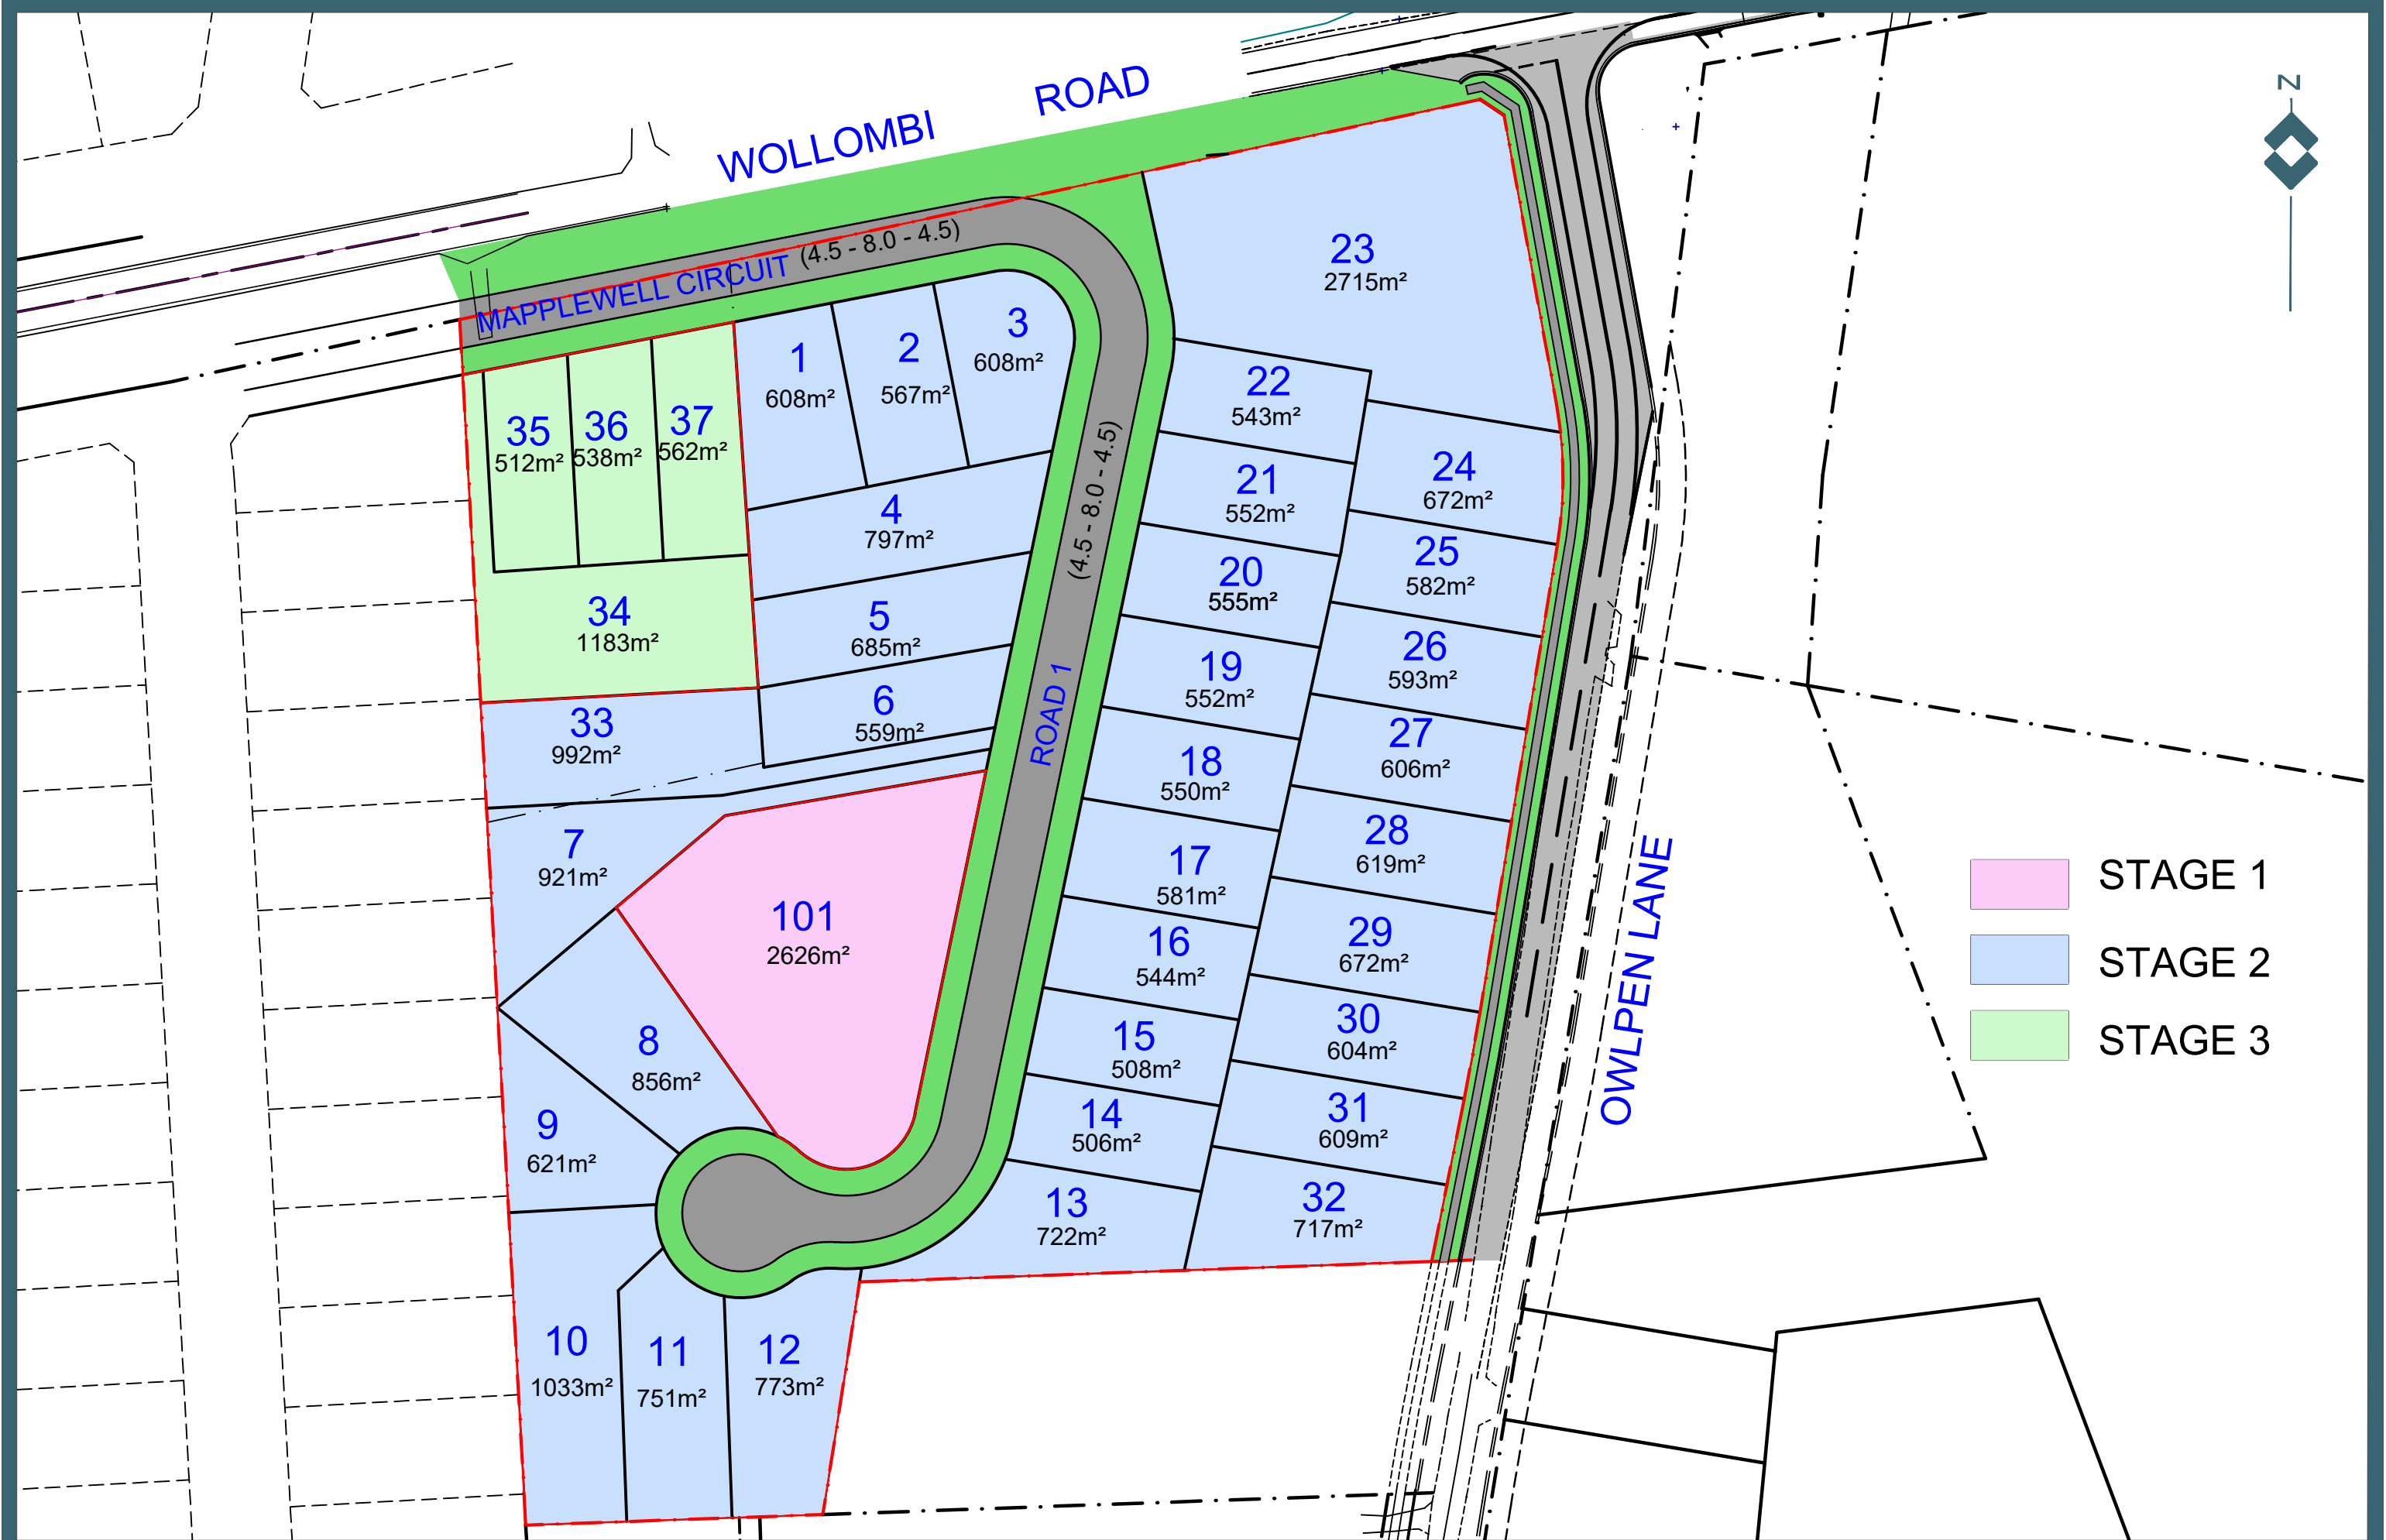 WOLLOMBI ROAD
N
MAPPLEWELL CIRCUIT (4.5 - 8.0 - 4.5)
23
2715m²
1
608m²
2
567m²
3
608m²
35
512m²
36
538m²
37
562m²
22
543m²
4
797m²
(4.5 - 8.0 - 4.5)
21
552m²
24
672m²
34
1183m²
5
685m²
20
555m²
25
582m²
6
559m²
ROAD 1
19
552m²
26
593m²
33
992m²
18
550m²
27
606m²
7
921m²
101
2626m²
17
581m²
28
619m²
OWLPEN LANE
STAGE 1
STAGE 2
STAGE 3
16
544m²
29
672m²
8
856m²
15
508m²
30
604m²
9
621m²
14
506m²
31
609m²
13
722m²
32
717m²
10
1033m²
11
751m²
12
773m²